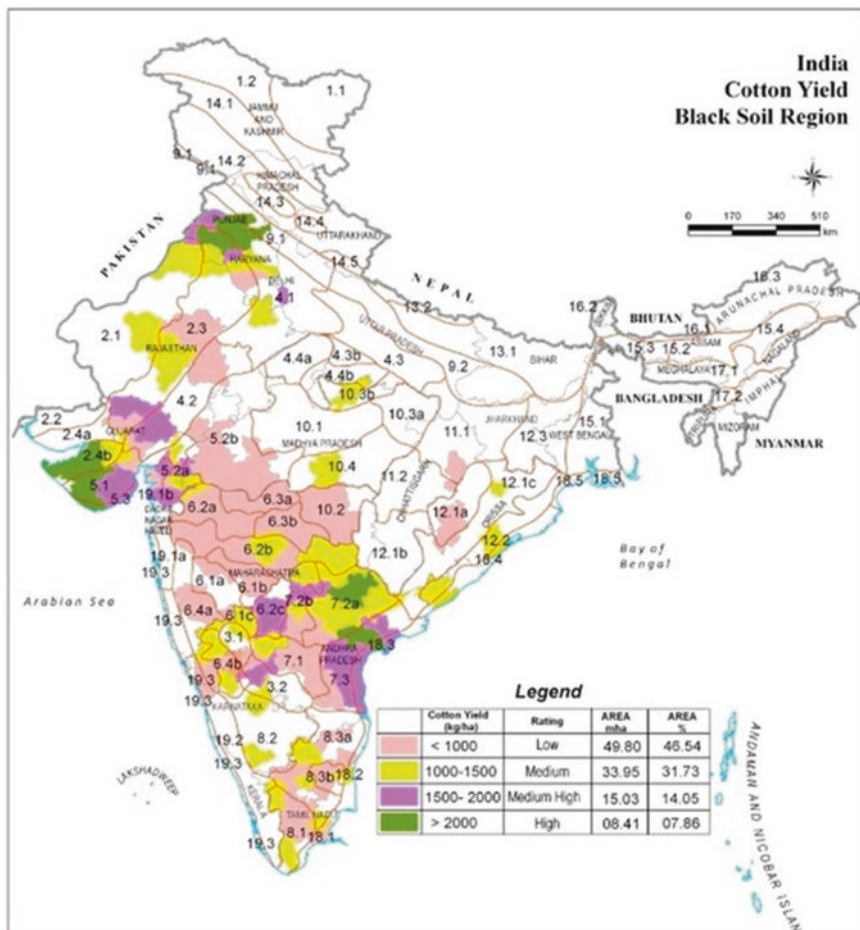 India
Cotton Yield
Black Soil Region
1.2
1.1
14.1
JAMMU
AND
KASHMIR
9.1
14.2
9.1
HIMACHAL
PRADESH
14.3
PUNJAB
14.4
9.1
UTTARAKHAND
PAKISTAN
HARYANA
14.5
DELHI
4.1
NEPAL
0 170 340 510
km
16.3
ARUNACHAL PRADESH
16.2
SIKKIM
BHUTAN
16.1
ASSAM
15.4
NAGALAND
15.3
15.2
MEGHALAYA
17.1
BANGLADESH
17.2
IMPHAL
TRIPURA
MIZORAM
MYANMAR
13.2
2.1
2.3
RAJASTHAN
UTTAR PRADESH
4.4a
4.3b
4.3
9.2
13.1
BIHAR
4.4b
10.3b
2.2
4.2
10.1
10.3a
JHARKHAND
2.4a
GUJARAT
MADHYA PRADESH
11.1
12.3
WEST BENGAL
15.1
2.4b
5.2b
5.1
5.2a
10.4
11.2
CHHATTISGARH
12.1c
18.5
18.5
5.3
19.1b
DADRA
NAGAR
HAVELI
6.2a
6.3a
10.2
12.1a
ORISSA
6.3b
12.2
18.4
19.1a
6.2b
12.1b
19.3
MAHARASHTRA
Bay of
Bengal
6.1a
6.1b
Arabian Sea
19.3
6.4a
6.1c
6.2c
7.2b
7.2a
3.1
18.3
6.4b
7.1
ANDHRA
PRADESH
19.3
3.2
7.3
19.3
KARNATAKA
19.2
8.2
8.3a
19.3
8.3b
18.2
LAKSHADWEEP
KERALA
TAMIL NADU
8.1
18.1
19.3
Legend
Cotton Yield (kg/ha) Rating AREA mha AREA %
< 1000 Low 49.80 46.54
1000-1500 Medium 33.95 31.73
1500- 2000 Medium High 15.03 14.05
> 2000 High 08.41 07.86
ANDAMAN AND NICOBAR ISLAN